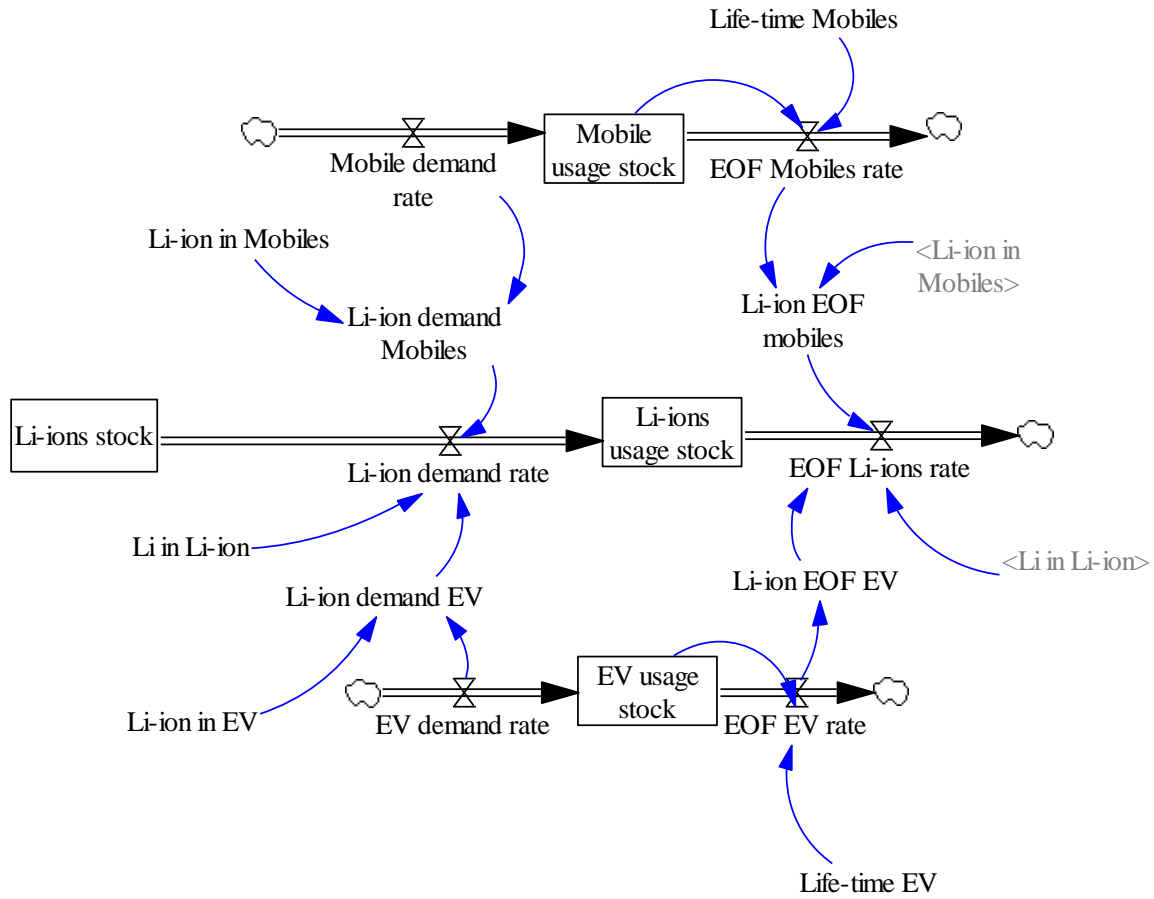 Life-time Mobiles
Mobile
usage stock
Mobile demand
rate
EOF Mobiles rate
Li-ion in Mobiles
<Li-ion in
Mobiles>
Li-ion demand
Mobiles
Li-ion EOF
mobiles
Li-ions stock
Li-ions
usage stock
Li-ion demand rate
EOF Li-ions rate
Li in Li-ion
<Li in Li-ion>
Li-ion demand EV
Li-ion EOF EV
EV usage
stock
Li-ion in EV
EV demand rate
EOF EV rate
Life-time EV